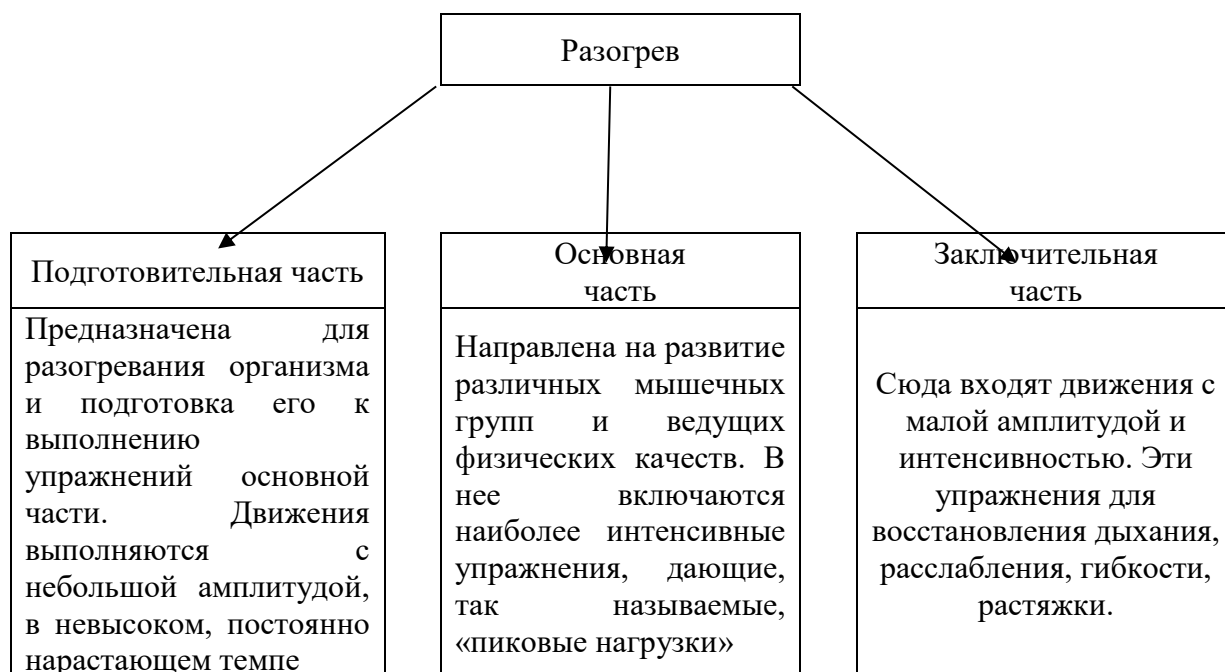 Разогрев
Подготовительная часть
Предназначена для
разогревания организма
и подготовка его к
выполнению
упражнений основной
части. Движения
выполняются с
небольшой амплитудой,
в невысоком, постоянно
нарастающем темпе
Основная
часть
Направлена на развитие
различных мышечных
групп и ведущих
физических качеств. В
нее включаются
наиболее интенсивные
упражнения, дающие,
так называемые,
«пиковые нагрузки»
Заключительная
часть
Сюда входят движения с
малой амплитудой и
интенсивностью. Эти
упражнения для
восстановления дыхания,
расслабления, гибкости,
растяжки.